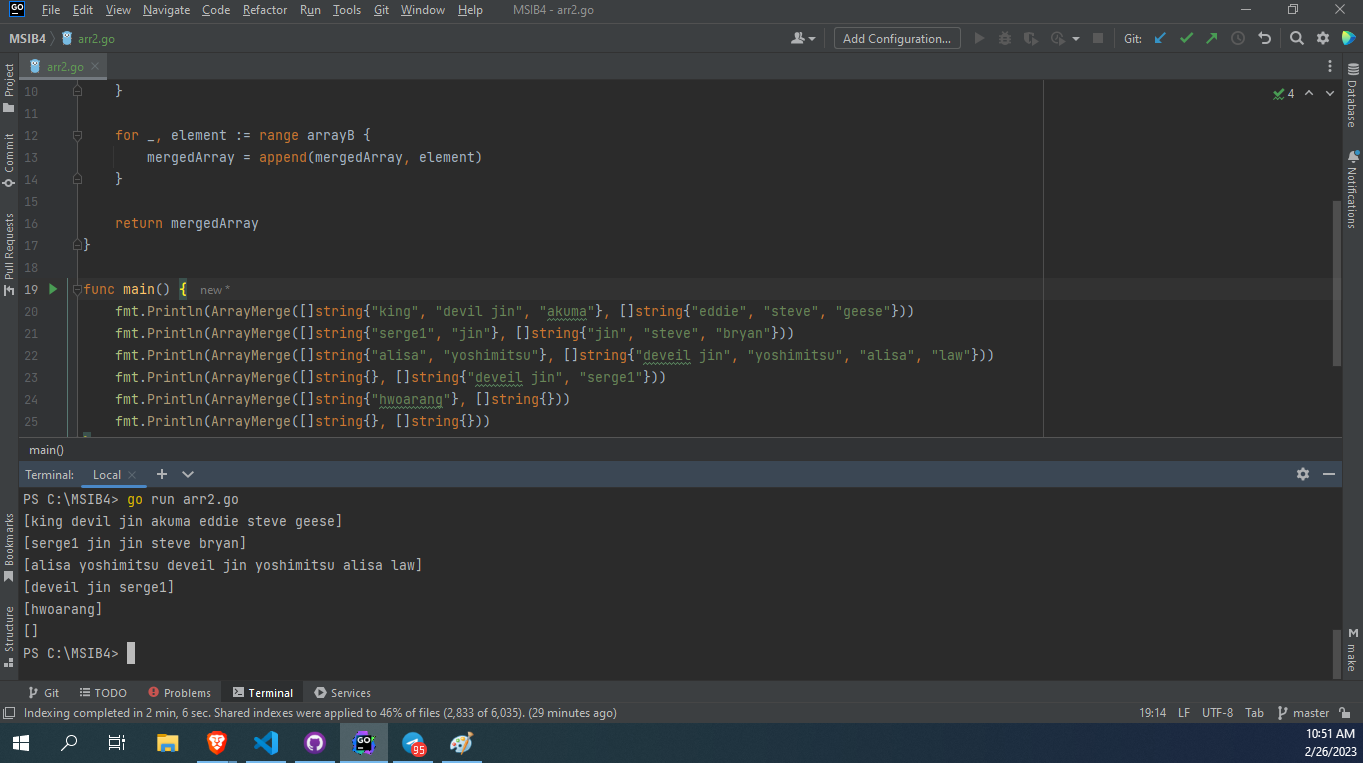 GO File Edit View Navigate Code Refactor Run Tools Git Window Help MSIB4 - arr2.go
MSIB4 arr2.go Add Configuration... Git:
arr2.go
Project
Commit
Pull Requests
Bookmarks
Structure
10 }
11
12 for _, element := range arrayB {
13 mergedArray = append(mergedArray, element)
14 }
15
16 return mergedArray
17 }
18
19 func main() { new *
20 fmt.Println(ArrayMerge([]string{"king", "devil jin", "akuma"}, []string{"eddie", "steve", "geese"}))
21 fmt.Println(ArrayMerge([]string{"serge1", "jin"}, []string{"jin", "steve", "bryan"}))
22 fmt.Println(ArrayMerge([]string{"alisa", "yoshimitsu"}, []string{"deveil jin", "yoshimitsu", "alisa", "law"}))
23 fmt.Println(ArrayMerge([]string{}, []string{"deveil jin", "serge1"}))
24 fmt.Println(ArrayMerge([]string{"hwoarang"}, []string{}))
25 fmt.Println(ArrayMerge([]string{}, []string{}))
4
Database
Notifications
M make
main()
Terminal: Local
PS C:\MSIB4> go run arr2.go
[king devil jin akuma eddie steve geese]
[serge1 jin jin steve bryan]
[alisa yoshimitsu deveil jin yoshimitsu alisa law]
[deveil jin serge1]
[hwoarang]
[]
PS C:\MSIB4>
Git TODO Problems Terminal Services
Indexing completed in 2 min, 6 sec. Shared indexes were applied to 46% of files (2,833 of 6,035). (29 minutes ago) 19:14 LF UTF-8 Tab master
GO 95
10:51 AM
2/26/2023